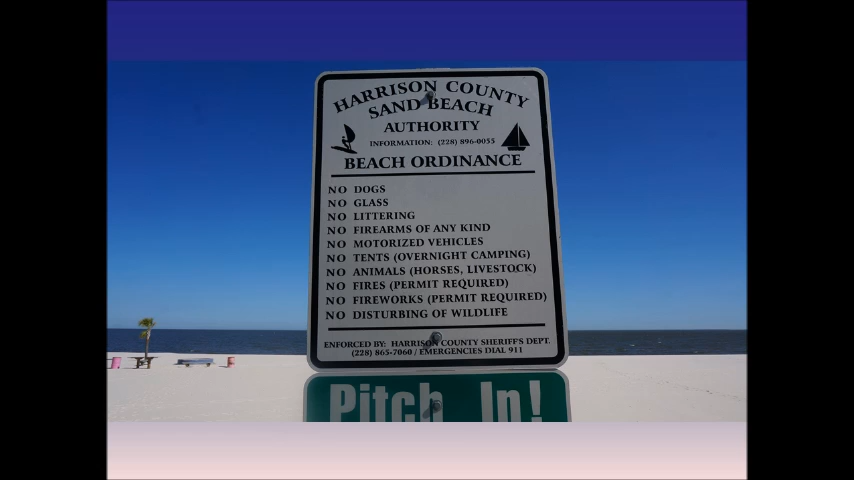 HARRISON COUNTY
SAND BEACH
AUTHORITY
INFORMATION: (228) 896-0055
BEACH ORDINANCE
NO DOGS
NO GLASS
NO LITTERING
NO FIREARMS OF ANY KIND
NO MOTORIZED VEHICLES
NO TENTS (OVERNIGHT CAMPING)
NO ANIMALS (HORSES, LIVESTOCK)
NO FIRES (PERMIT REQUIRED)
NO FIREWORKS (PERMIT REQUIRED)
NO DISTURBING OF WILDLIFE
ENFORCED BY: HARRISON COUNTY SHERIFF'S DEPT.
(228) 865-7060 / EMERGENCIES DIAL 911
Pitch In!